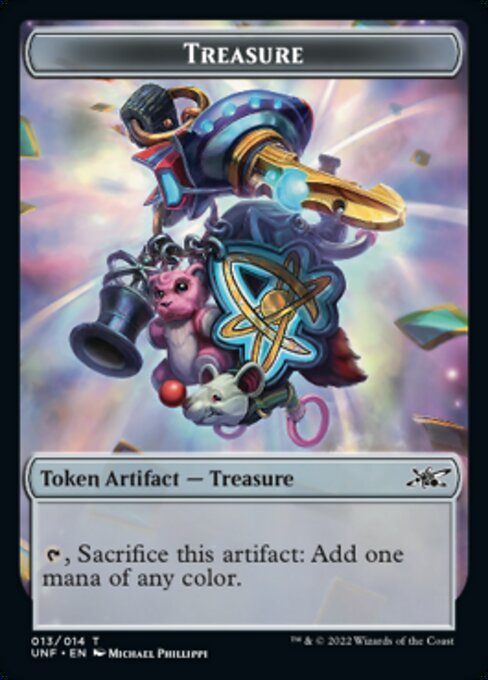 Treasure
Token Artifact — Treasure
, Sacrifice this artifact: Add one
mana of any color.
013/014 T
UNF • EN Michael Phillippi
™ & © 2022 Wizards of the Coast